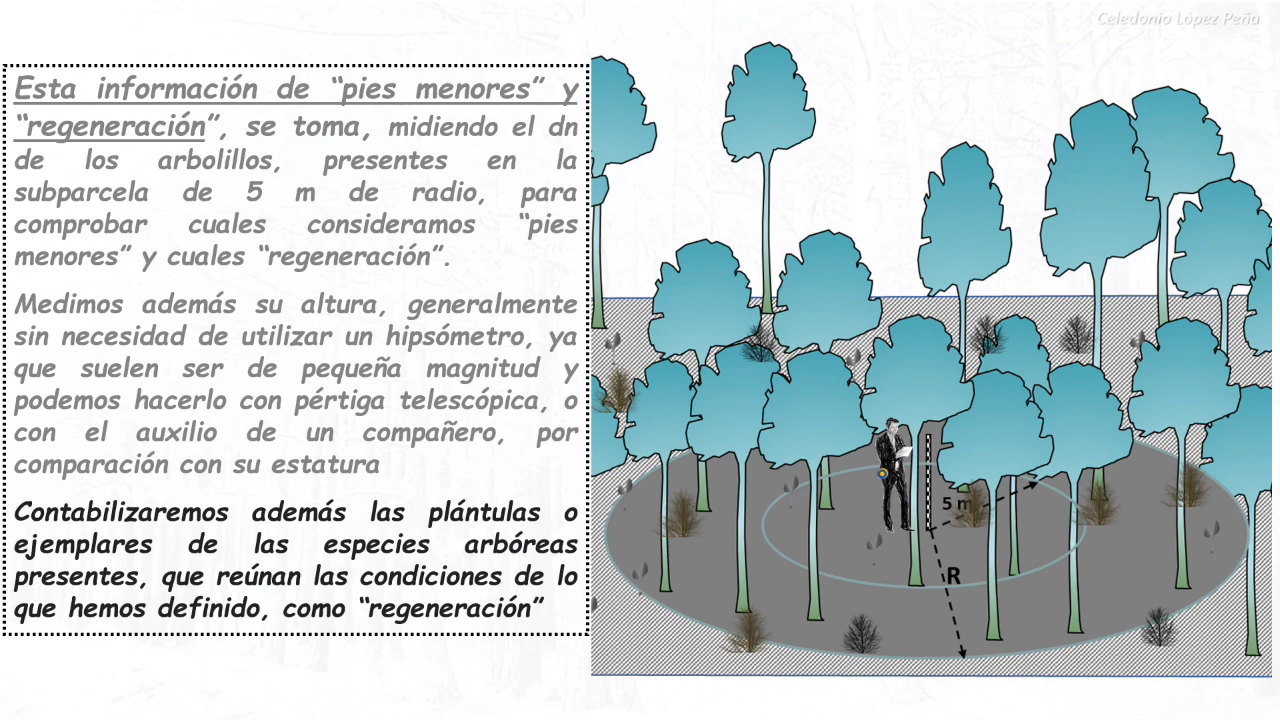 Celedonio López Peña
Esta información de “pies menores” y
“regeneración”, se toma, midiendo el dn
de los arbolillos, presentes en la
subparcela de 5 m de radio, para
comprobar cuales consideramos “pies
menores” y cuales “regeneración”.
Medimos además su altura, generalmente
sin necesidad de utilizar un hipsómetro, ya
que suelen ser de pequeña magnitud y
podemos hacerlo con pértiga telescópica, o
con el auxilio de un compañero, por
comparación con su estatura
Contabilizaremos además las plántulas o
ejemplares de las especies arbóreas
presentes, que reúnan las condiciones de lo
que hemos definido, como “regeneración”
5 m
R